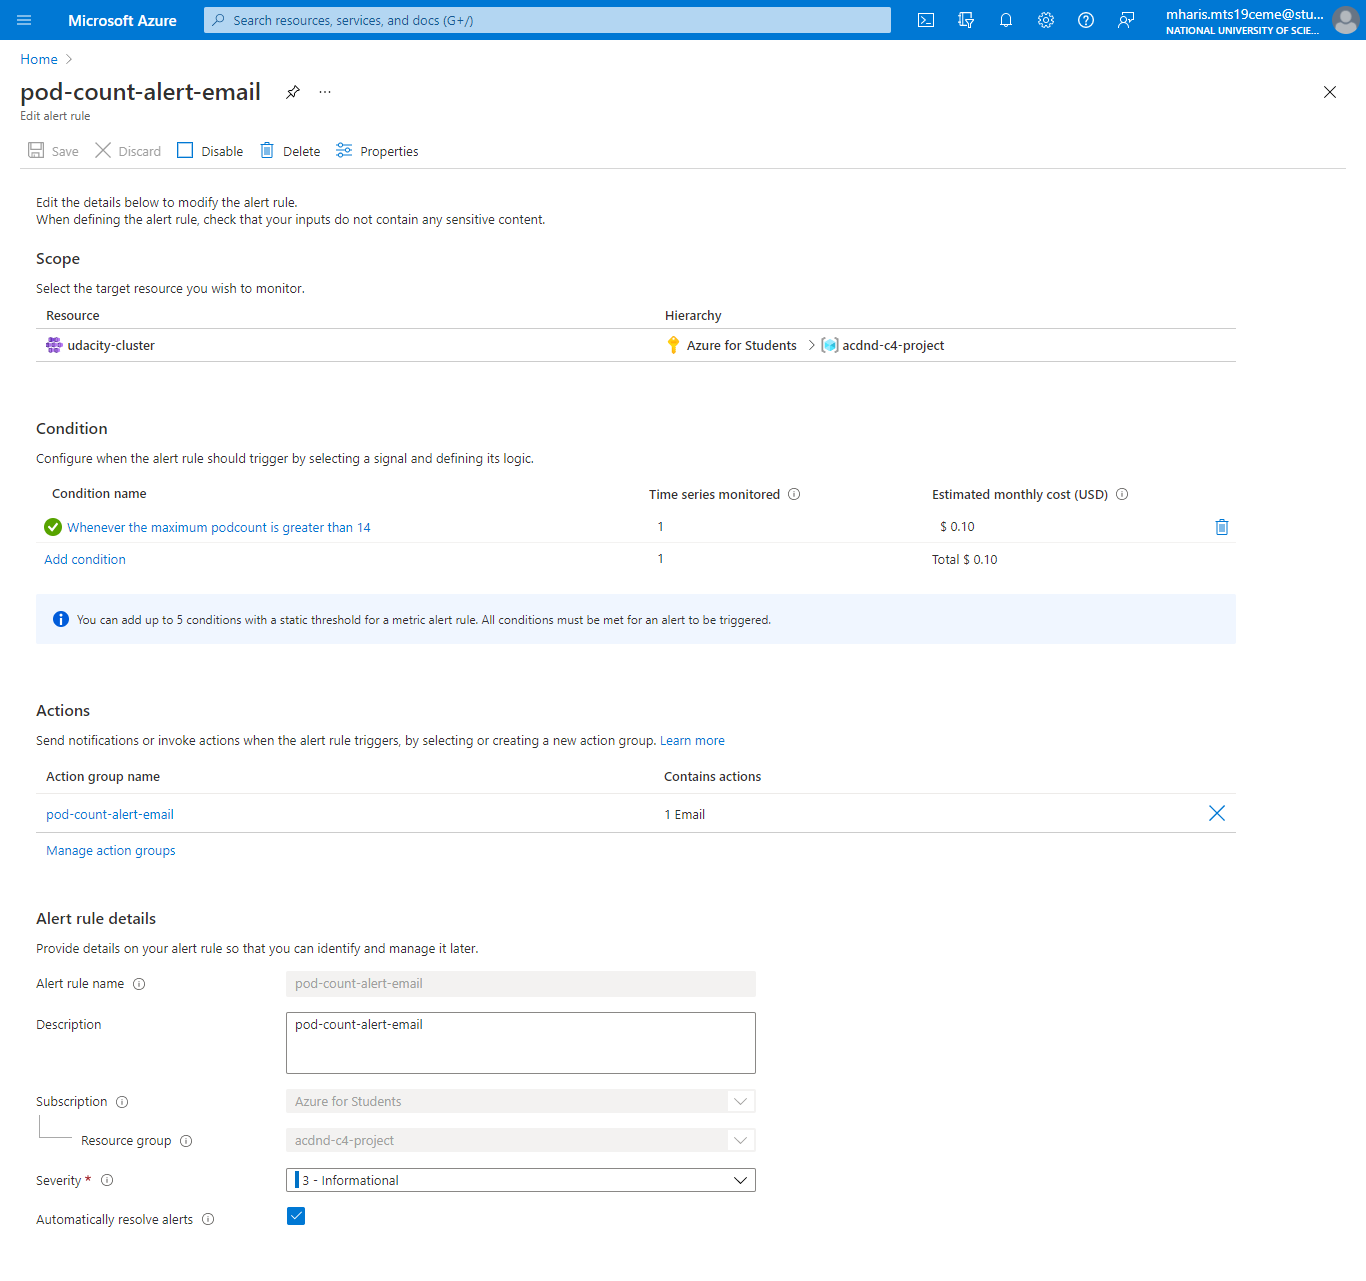 Microsoft Azure
Search resources, services, and docs (G+/)
mharis.mts19ceme@stu...
NATIONAL UNIVERSITY OF SCIE...
Home
pod-count-alert-email
Edit alert rule
Save Discard Disable Delete Properties
Edit the details below to modify the alert rule.
When defining the alert rule, check that your inputs do not contain any sensitive content.
Scope
Select the target resource you wish to monitor.
Resource Hierarchy
udacity-cluster Azure for Students > acdnd-c4-project
Condition
Configure when the alert rule should trigger by selecting a signal and defining its logic.
Condition name Time series monitored Estimated monthly cost (USD)
Whenever the maximum podcount is greater than 14 1 $ 0.10
Add condition 1 Total $ 0.10
You can add up to 5 conditions with a static threshold for a metric alert rule. All conditions must be met for an alert to be triggered.
Actions
Send notifications or invoke actions when the alert rule triggers, by selecting or creating a new action group. Learn more
Action group name Contains actions
pod-count-alert-email 1 Email
Manage action groups
Alert rule details
Provide details on your alert rule so that you can identify and manage it later.
Alert rule name pod-count-alert-email
Description pod-count-alert-email
Subscription Azure for Students
Resource group acdnd-c4-project
Severity * 3 - Informational
Automatically resolve alerts